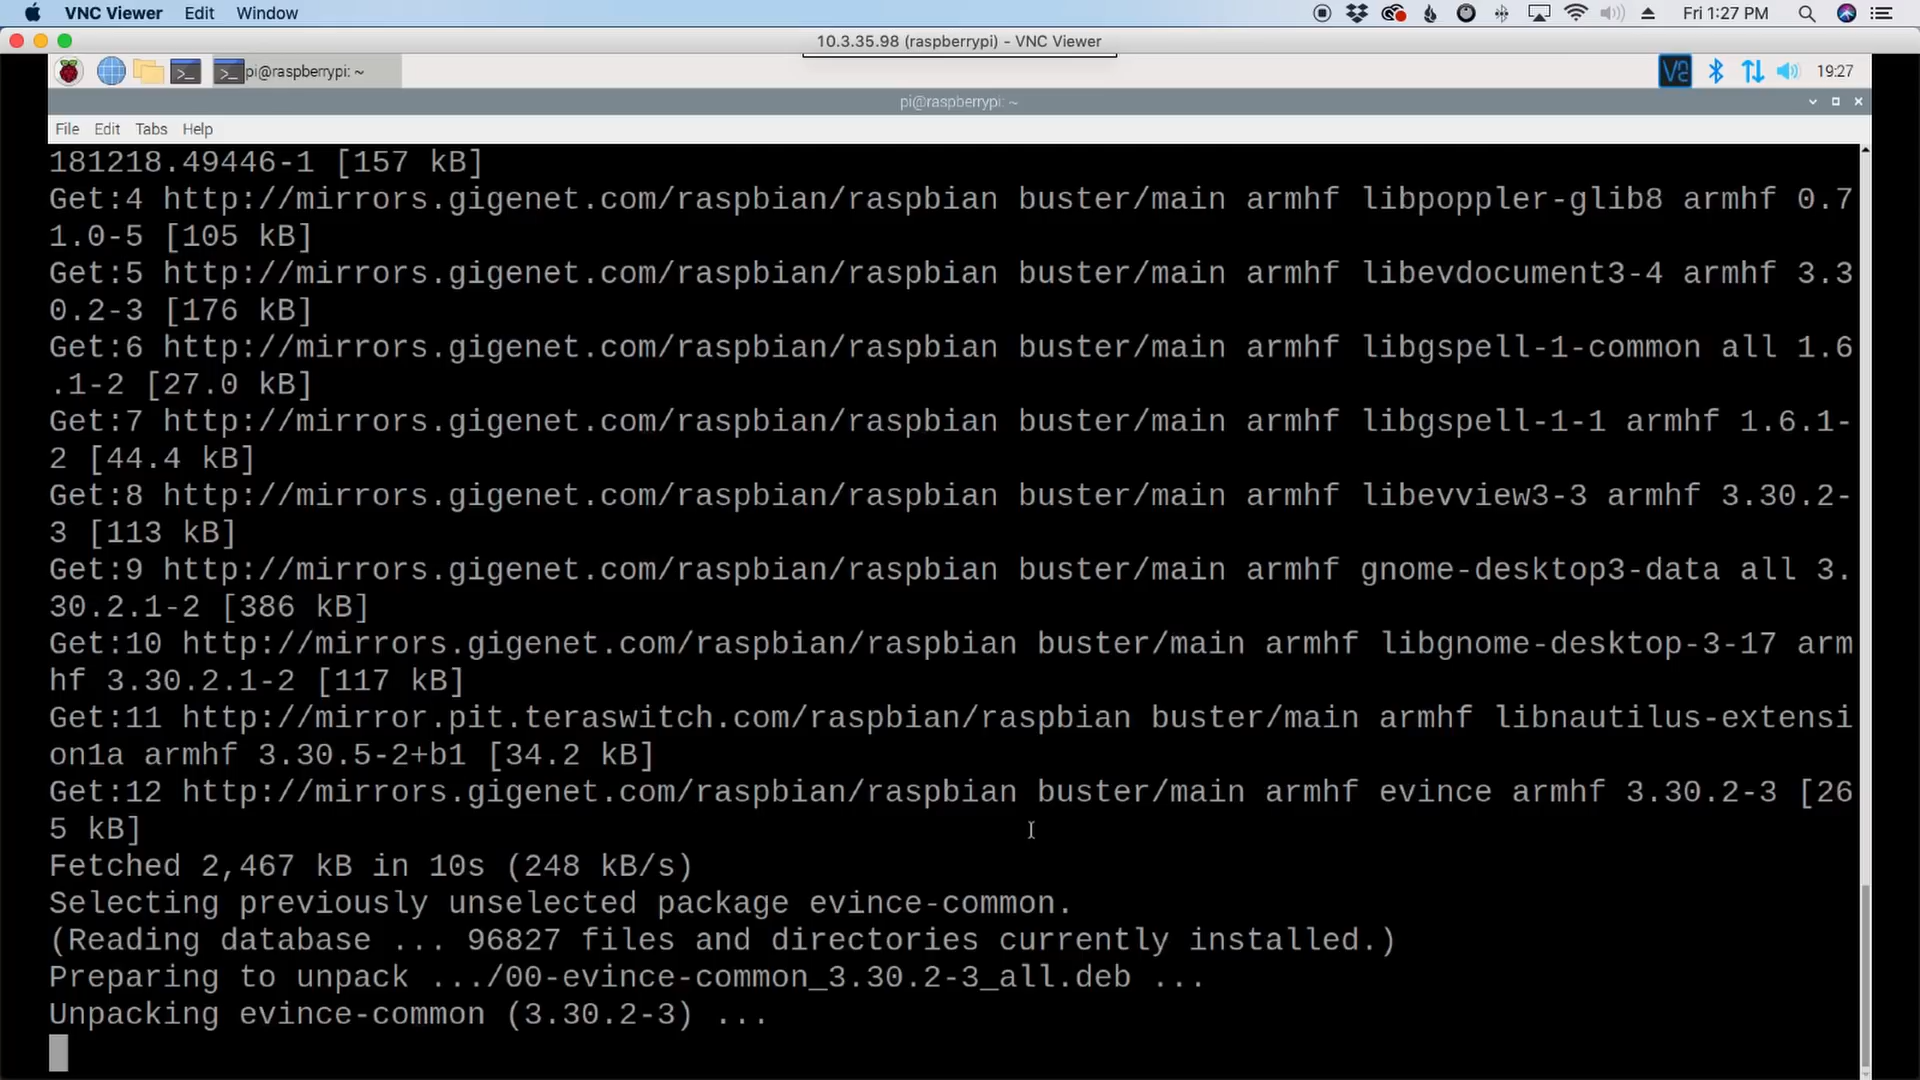 VNC Viewer Edit Window Fri 1:27 PM
10.3.35.98 (raspberrypi) - VNC Viewer
pi@raspberrypi: ~ 19:27
pi@raspberrypi: ~
File Edit Tabs Help
181218.49446-1 [157 kB]
Get:4 http://mirrors.gigenet.com/raspbian/raspbian buster/main armhf libpoppler-glib8 armhf 0.7
1.0-5 [105 kB]
Get:5 http://mirrors.gigenet.com/raspbian/raspbian buster/main armhf libevdocument3-4 armhf 3.3
0.2-3 [176 kB]
Get:6 http://mirrors.gigenet.com/raspbian/raspbian buster/main armhf libgspell-1-common all 1.6
.1-2 [27.0 kB]
Get:7 http://mirrors.gigenet.com/raspbian/raspbian buster/main armhf libgspell-1-1 armhf 1.6.1-
2 [44.4 kB]
Get:8 http://mirrors.gigenet.com/raspbian/raspbian buster/main armhf libevview3-3 armhf 3.30.2-
3 [113 kB]
Get:9 http://mirrors.gigenet.com/raspbian/raspbian buster/main armhf gnome-desktop3-data all 3.
30.2.1-2 [386 kB]
Get:10 http://mirrors.gigenet.com/raspbian/raspbian buster/main armhf libgnome-desktop-3-17 arm
hf 3.30.2.1-2 [117 kB]
Get:11 http://mirror.pit.teraswitch.com/raspbian/raspbian buster/main armhf libnautilus-extensi
on1a armhf 3.30.5-2+b1 [34.2 kB]
Get:12 http://mirrors.gigenet.com/raspbian/raspbian buster/main armhf evince armhf 3.30.2-3 [26
5 kB]
Fetched 2,467 kB in 10s (248 kB/s)
Selecting previously unselected package evince-common.
(Reading database ... 96827 files and directories currently installed.)
Preparing to unpack .../00-evince-common_3.30.2-3_all.deb ...
Unpacking evince-common (3.30.2-3) ...